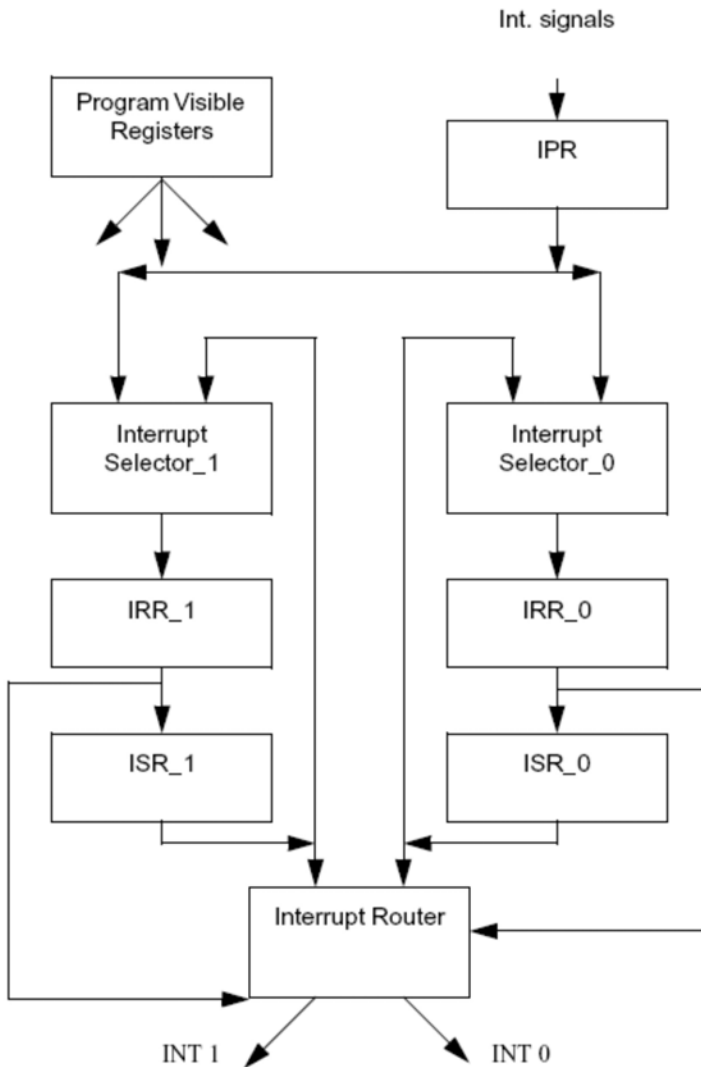 Int. signals
Program Visible
Registers
IPR
Interrupt
Selector_1
Interrupt
Selector_0
IRR_1
IRR_0
ISR_1
ISR_0
Interrupt Router
INT 1
INT 0